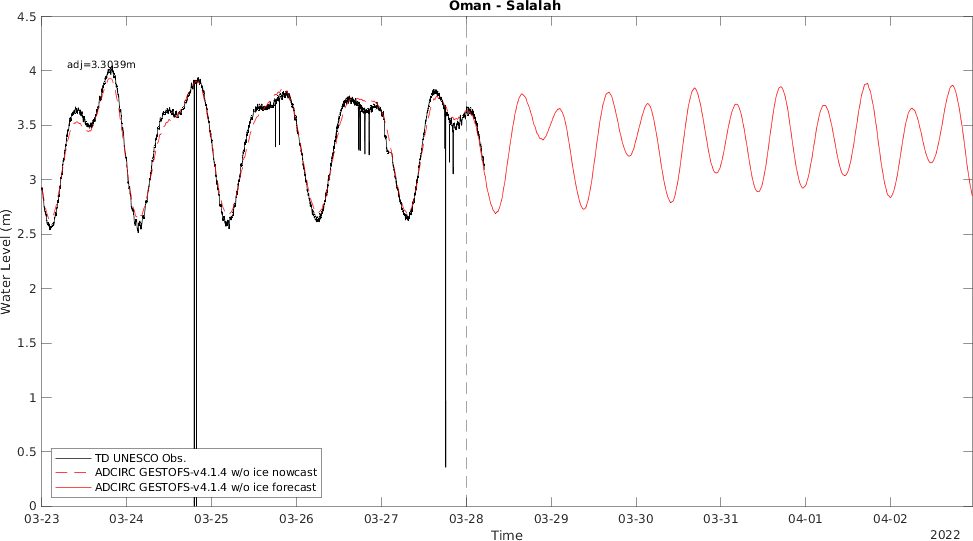 Oman - Salalah
4.5
4
3.5
3
2.5
2
1.5
1
0.5
0
Water Level (m)
adj=3.3039m
TD UNESCO Obs.
ADCIRC GESTOFS-v4.1.4 w/o ice nowcast
ADCIRC GESTOFS-v4.1.4 w/o ice forecast
03-23 03-24 03-25 03-26 03-27 03-28 03-29 03-30 03-31 04-01 04-02
Time
2022